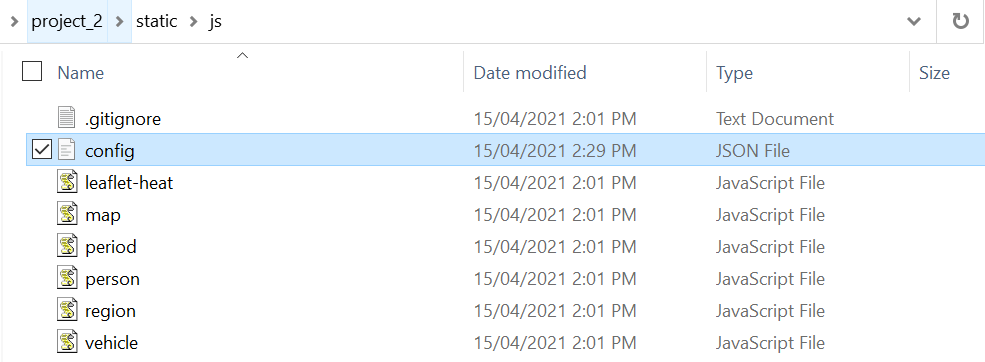 project_2 static js
Name Date modified Type Size
.gitignore 15/04/2021 2:01 PM Text Document
config 15/04/2021 2:29 PM JSON File
leaflet-heat 15/04/2021 2:01 PM JavaScript File
map 15/04/2021 2:01 PM JavaScript File
period 15/04/2021 2:01 PM JavaScript File
person 15/04/2021 2:01 PM JavaScript File
region 15/04/2021 2:01 PM JavaScript File
vehicle 15/04/2021 2:01 PM JavaScript File